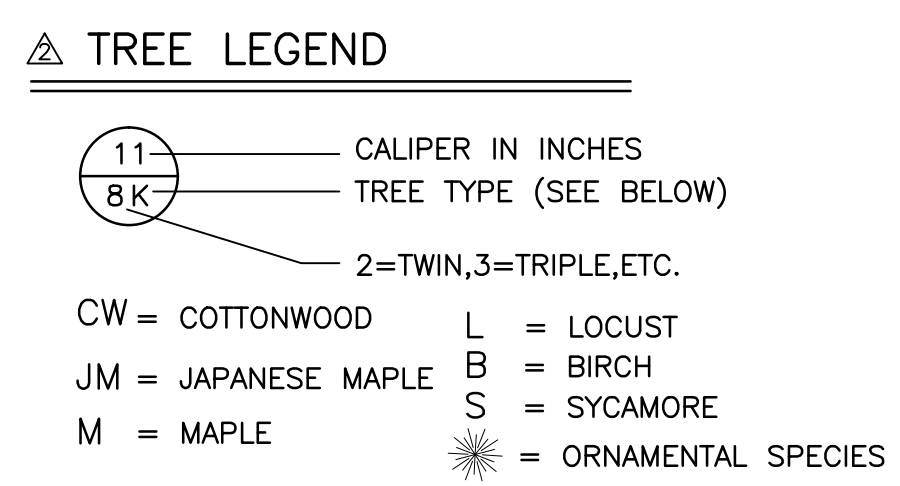 2 TREE LEGEND
11 CALIPER IN INCHES
8K TREE TYPE (SEE BELOW)
2=TWIN,3=TRIPLE,ETC.
CW = COTTONWOOD
JM = JAPANESE MAPLE
M = MAPLE
L = LOCUST
B = BIRCH
S = SYCAMORE
= ORNAMENTAL SPECIES